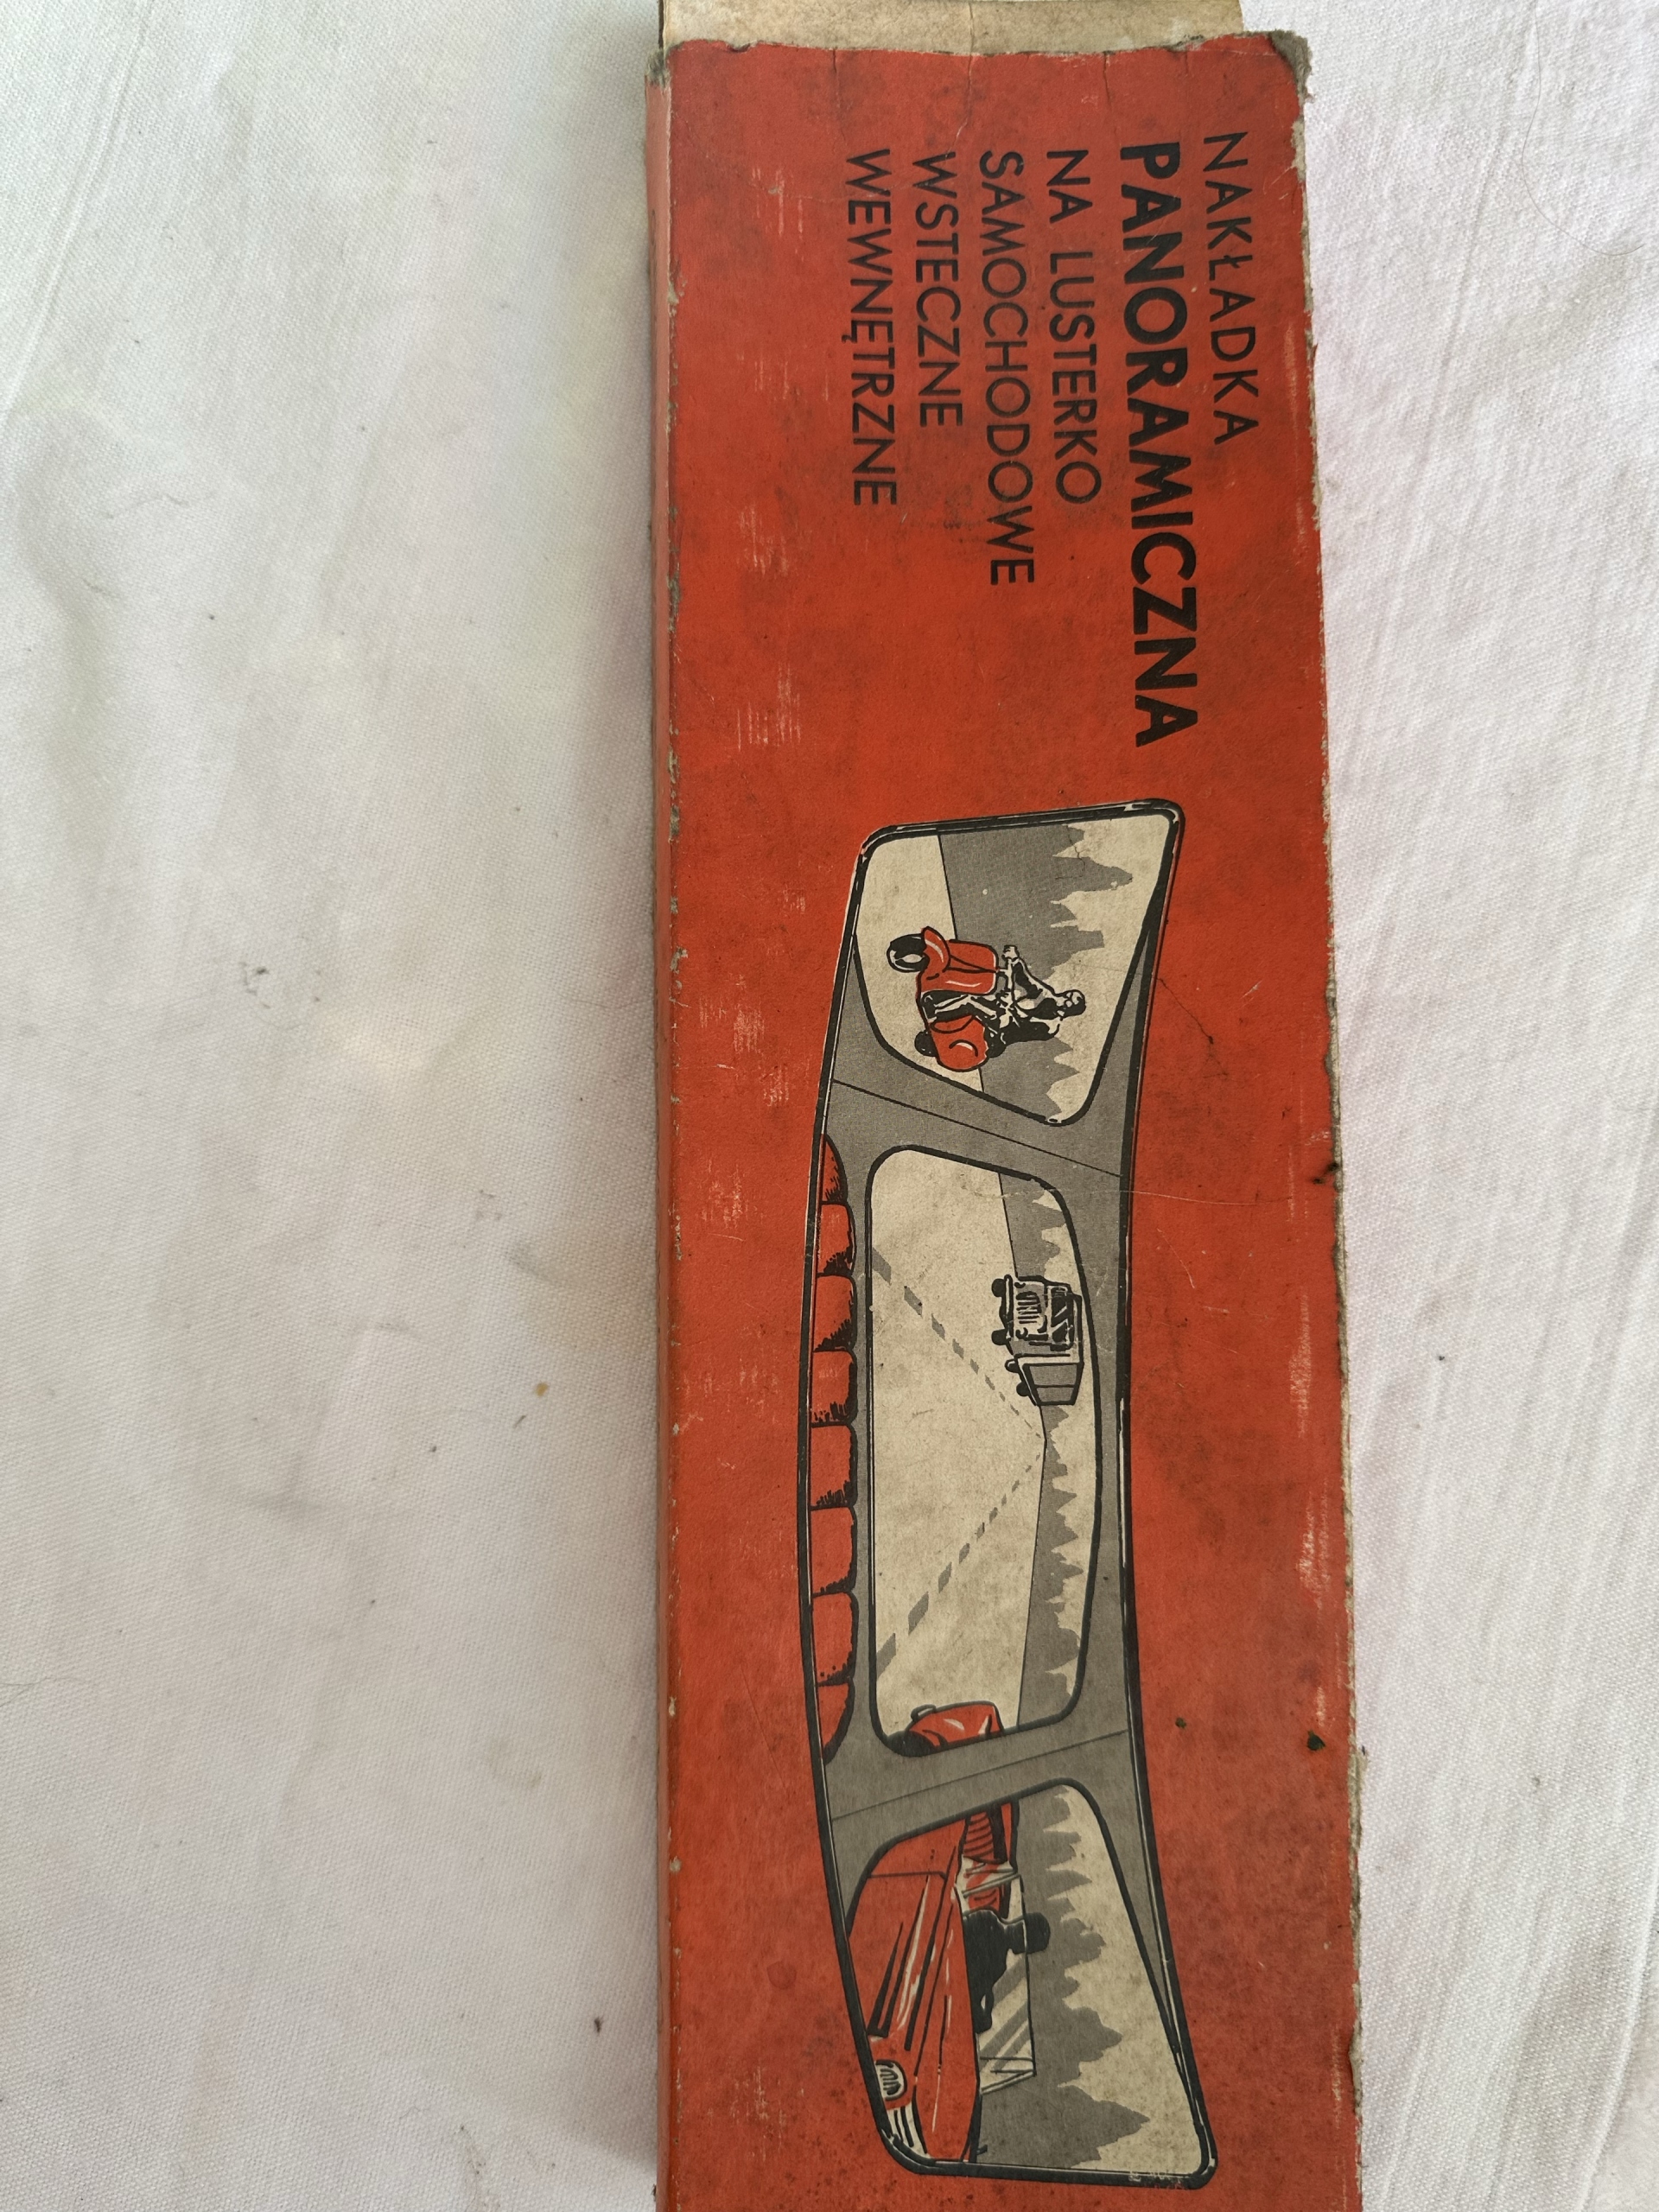 NAKŁADKA
PANORAMICZNA
NA LUSTERKO
SAMOCHODOWE
WSTECZNE
WEWNĘTRZNE